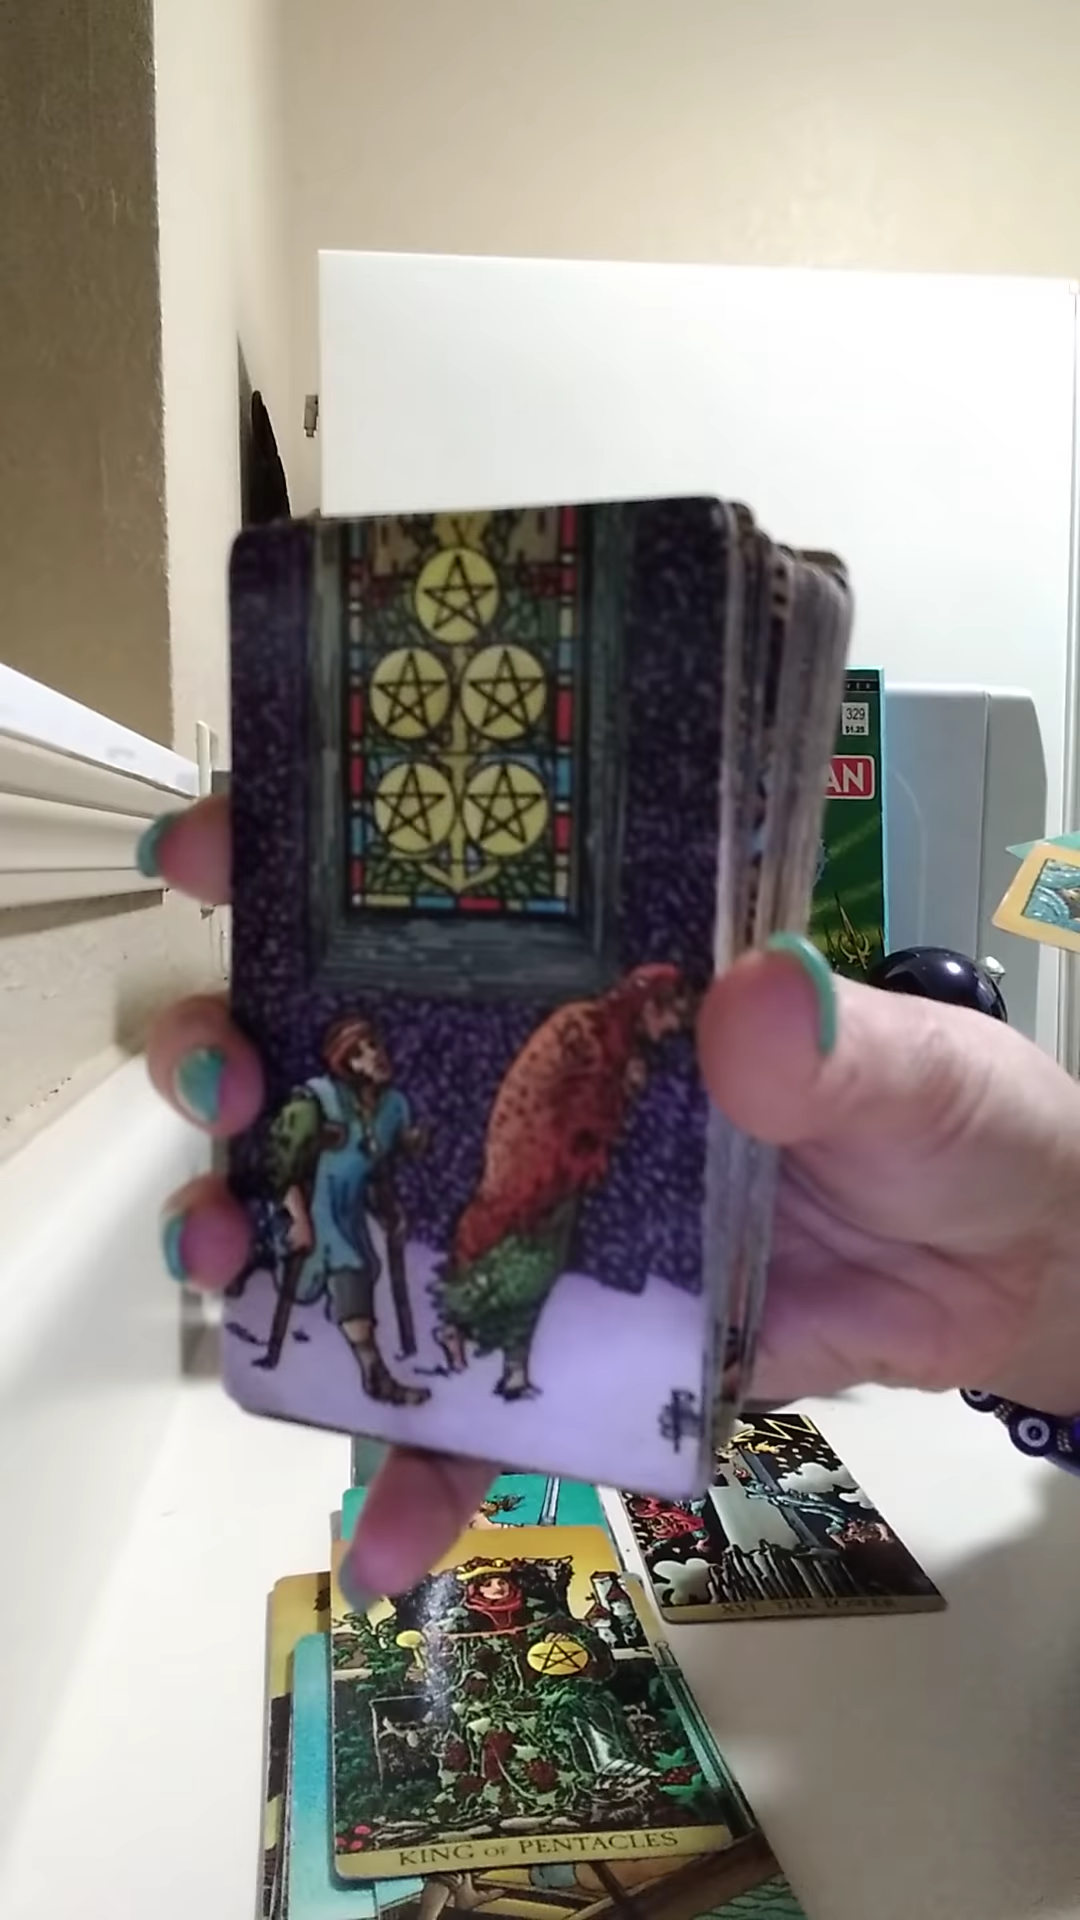 V
329
$1.25
AN
XVI THE TOWER
KING OF PENTACLES